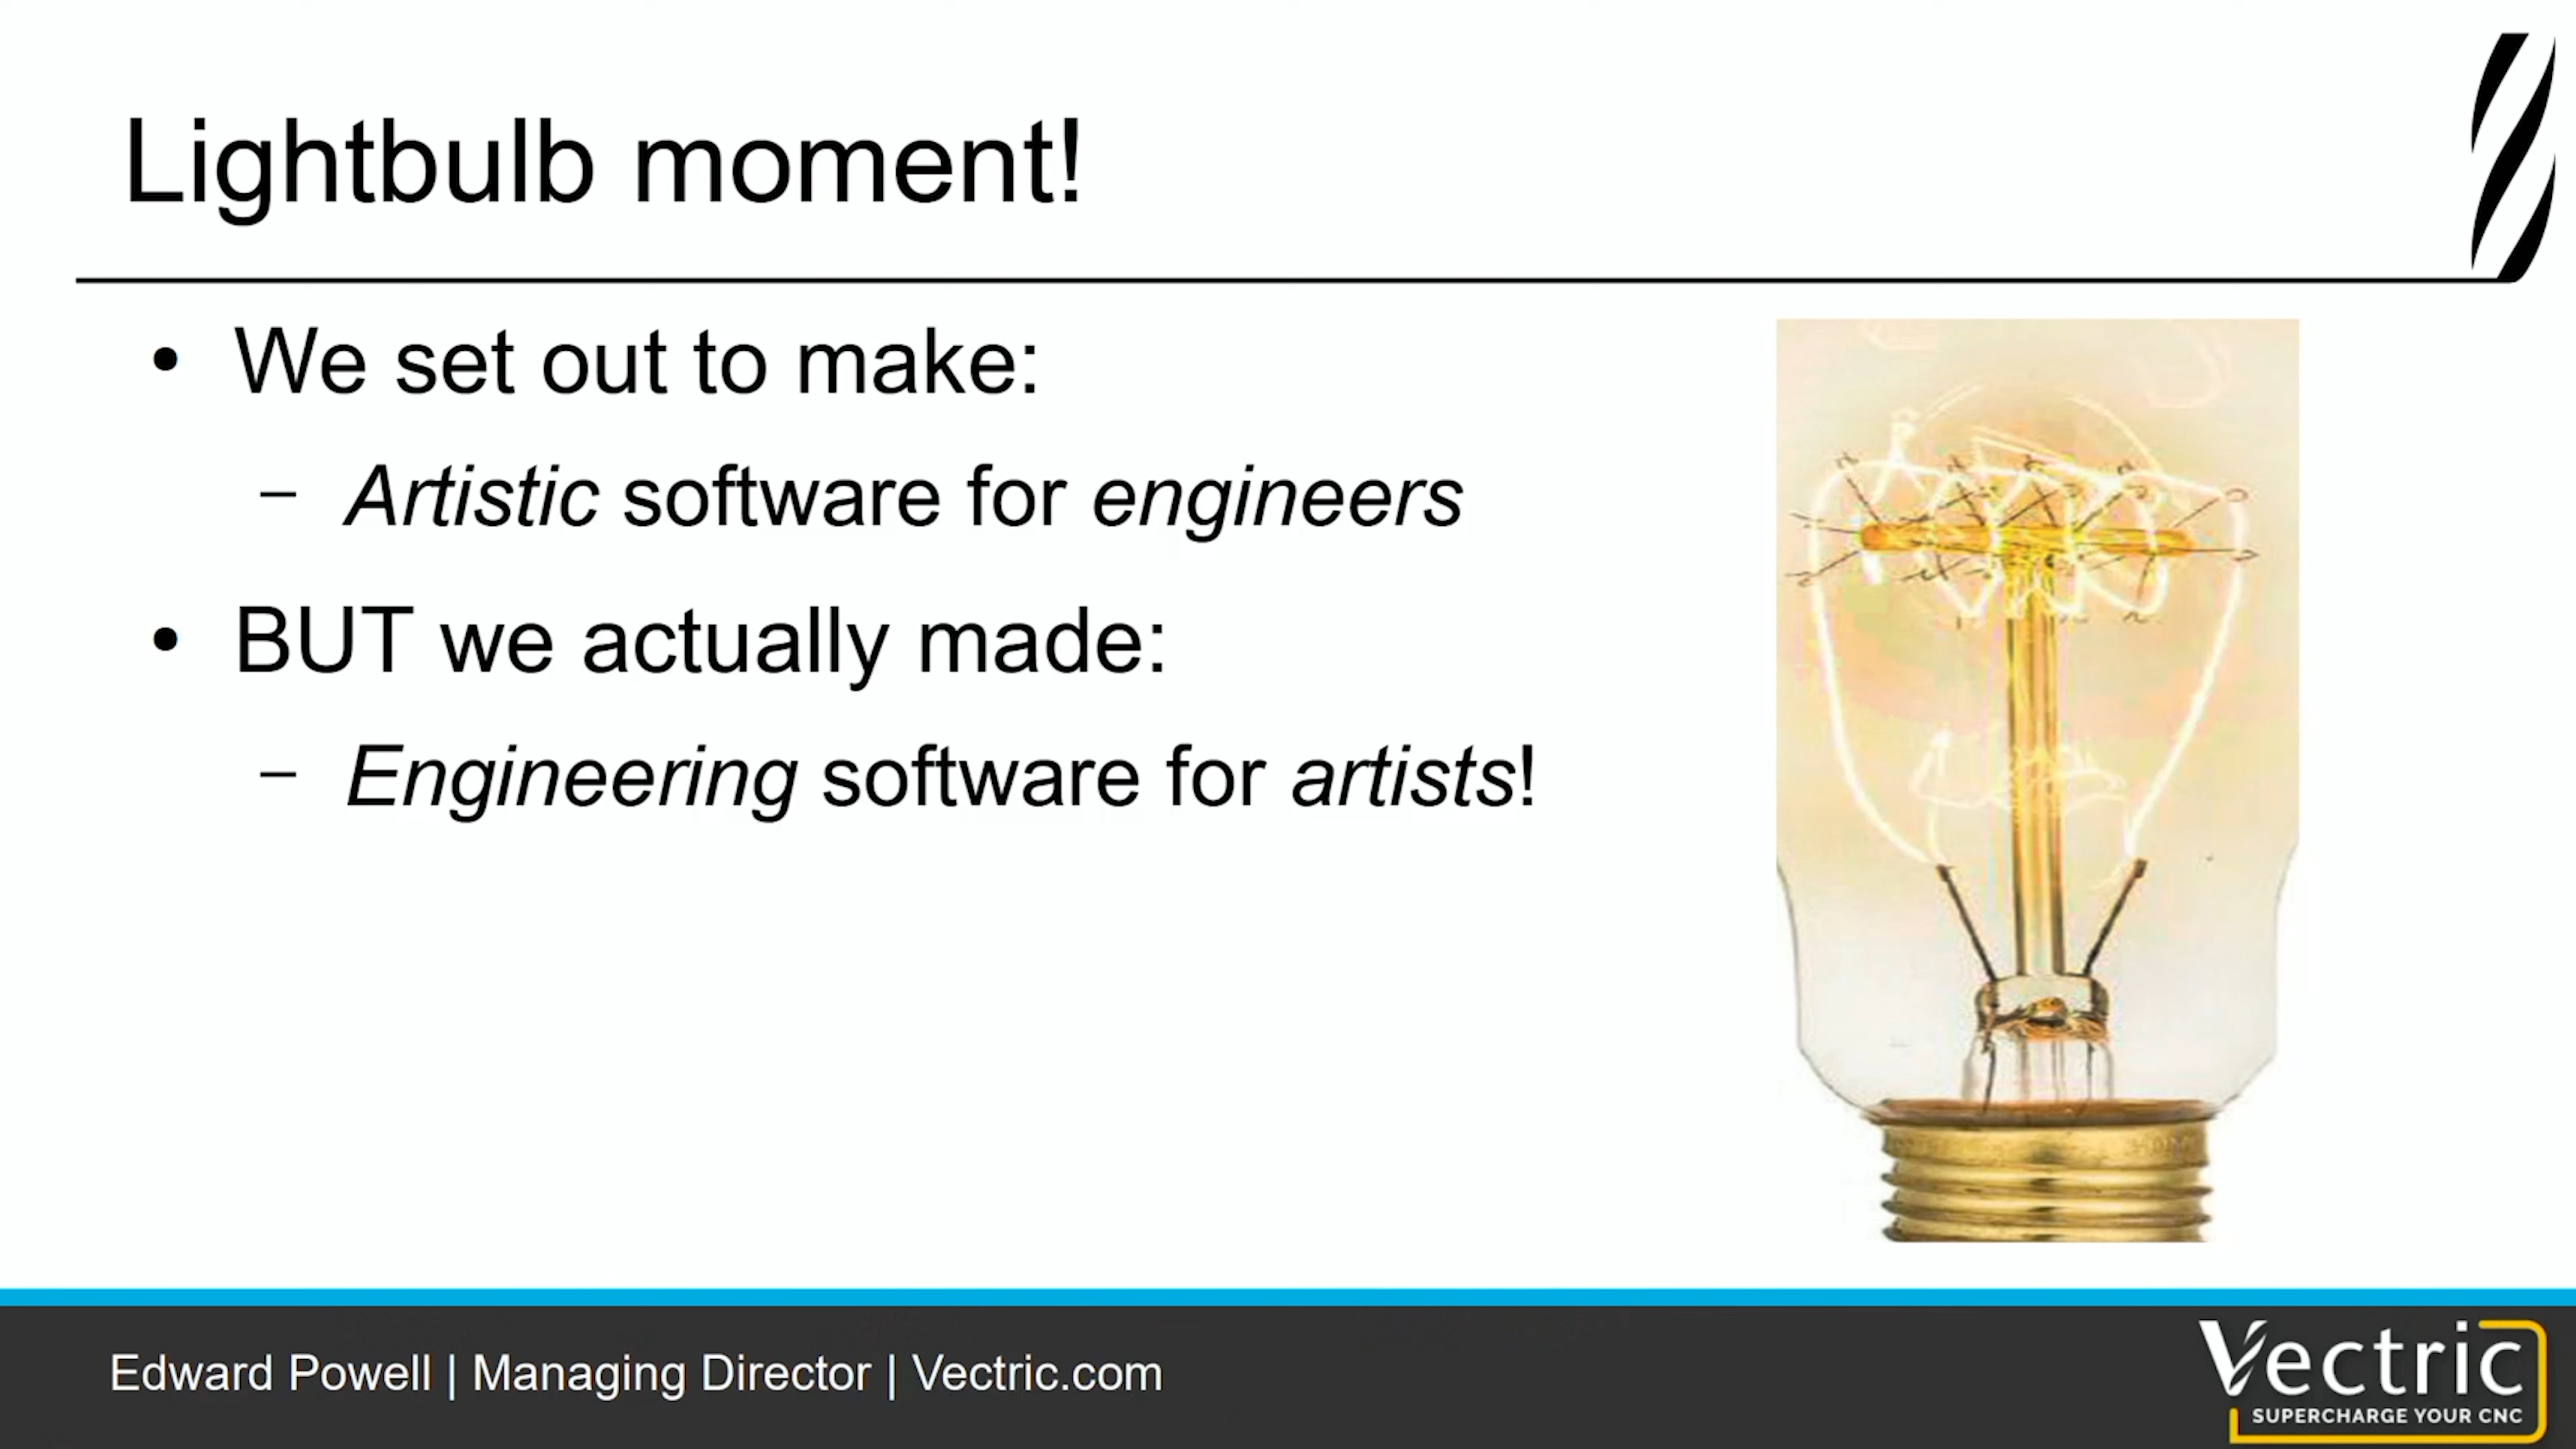 Lightbulb moment!
• We set out to make:
– Artistic software for engineers
• BUT we actually made:
– Engineering software for artists!
Edward Powell | Managing Director | Vectric.com
Vectric
SUPERCHARGE YOUR CNC